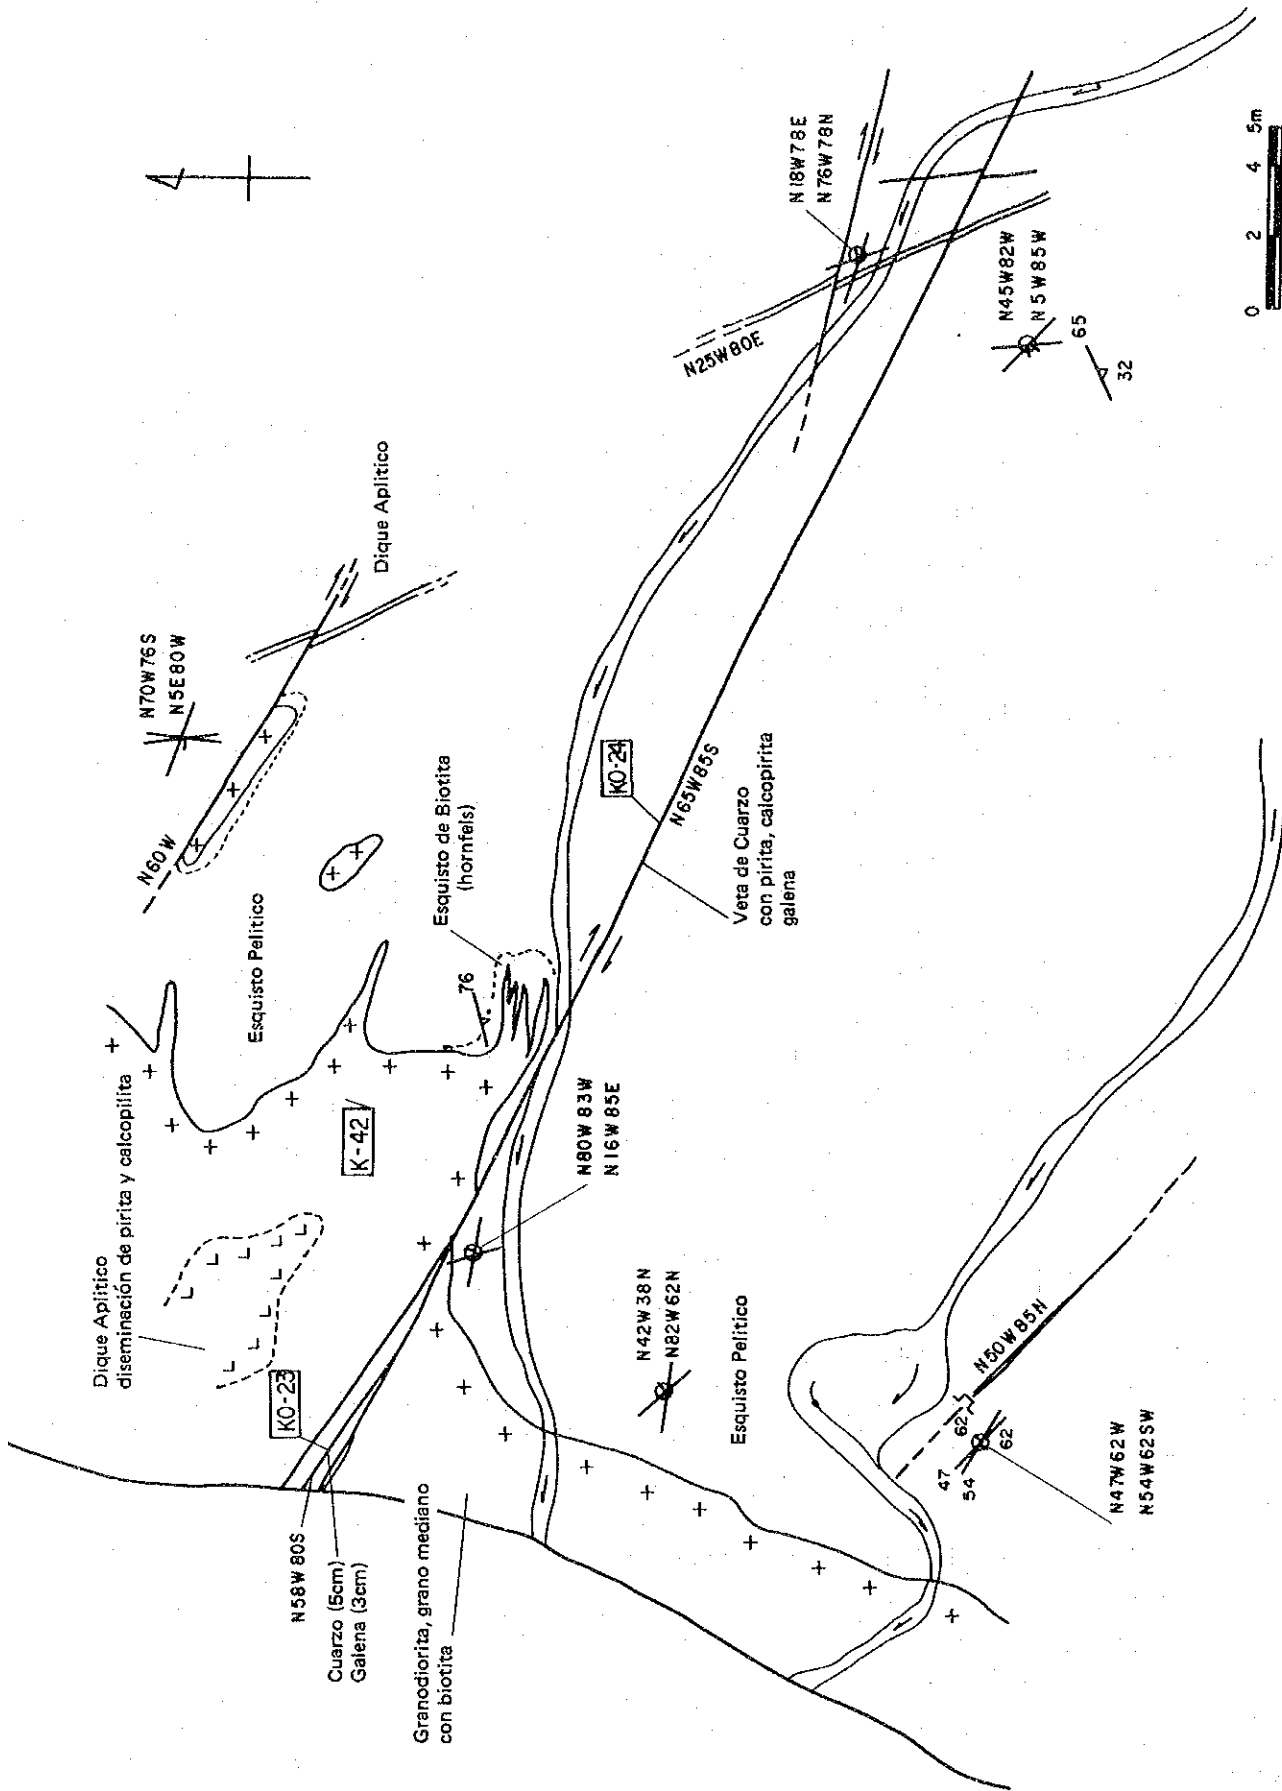 Dique Aplítico
diseminación de pirita y calcopilita
N58W80S
KO-23
Cuarzo (5cm)
Galena (3cm)
Granodiorita, grano mediano
con biotita
K-42
Esquisto Pelítico
N60W
N70W76S
N5E80W
Dique Aplítico
Esquisto de Biotita
(hornfels)
76
N80W83W
N16W85E
KO-24
N65W85S
Veta de Cuarzo
con pirita, calcopirita
galena
N42W38N
N82W62N
Esquisto Pelítico
N50W85N
62
47
54
62
N47W62W
N54W62SW
N25W80E
N18W78E
N76W78N
N45W82W
N5W85W
65
32
0 2 4 5m